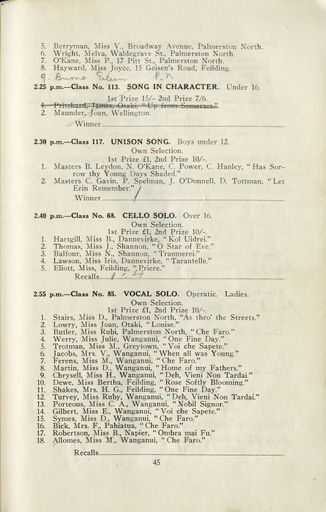 5. Berryman, Miss V., Broadway Avenue, Palmerston North.
6. Wright, Melva, Waldegrave St., Palmerston North.
7. O'Kane, Miss P., 17 Pitt St., Palmerston North.
8. Hayward, Miss Joyce, 15 Geisen's Road, Feilding.
9. Eileen P.N
2.25 p.m.—Class No. 113. SONG IN CHARACTER. Under 16.
1st Prize 15/- 2nd Prize 7/6.
1. Pritchard, James, Otaki, "Up from Somerset."
2. Maunder, Joan, Wellington.
Winner
2.30 p.m.—Class 117. UNISON SONG. Boys under 12.
Own Selection.
1st Prize £1, 2nd Prize 10/-.
1. Masters B. Leydon, N. O'Kane, C. Power, C. Hanley, "Has Sor-
row thy Young Days Shaded."
2. Masters C. Gavin, P. Spelman, J. O'Donnell, D. Tottman, "Let
Erin Remember."
Winner 1
2.40 p.m.—Class No. 68. CELLO SOLO. Over 16.
Own Selection.
1st Prize £1, 2nd Prize 10/-.
1. Hartgill, Miss B., Dannevirke, "Kol Uidrei."
2. Thomas, Miss J., Shannon, "O Star of Eve."
3. Balfour, Miss N., Shannon, "Traumerei."
4. Lawson, Miss Iris, Dannevirke, "Tarantelle."
5. Eliott, Miss, Feilding, "Priere."
Recalls 1 2 4
2.55 p.m.—Class No. 85. VOCAL SOLO. Operatic. Ladies.
Own Selection.
1st Prize £1, 2nd Prize 10/-.
1. Stairs, Miss D., Palmerston North, "As thro' the Streets."
2. Lowry, Miss Joan, Otaki, "Louise."
3. Butler, Miss Rubi, Palmerston North, "Che Faro."
4. Werry, Miss Julie, Wanganui, "One Fine Day."
5. Trotman, Miss M., Greytown, "Voi che Sapete."
6. Jacobs, Mrs. V., Wanganui, "When all was Young."
7. Ferens, Miss M., Wanganui, "Che Faro."
8. Martin, Miss D., Wanganui, "Home of my Fathers."
9. Chrysell, Miss H., Wanganui, "Deh, Vieni Non Tardai."
10. Dewe, Miss Bertha, Feilding, "Rose Softly Blooming."
11. Shakes, Mrs. H. G., Feilding, "One Fine Day."
12. Turvey, Miss Ruby, Wanganui, "Deh, Vieni Non Tardai."
13. Porteous, Miss C. A., Wanganui, "Nobil Signor."
14. Gilbert, Miss E., Wanganui, "Voi che Sapete."
15. Symes, Miss D., Wanganui, "Che Faro."
16. Bick, Mrs. F., Pahiatua, "Che Faro."
17. Robertson, Miss B., Napier, "Ombra mai Fu."
18. Allomes, Miss M., Wanganui, "Che Faro."
Recalls
45